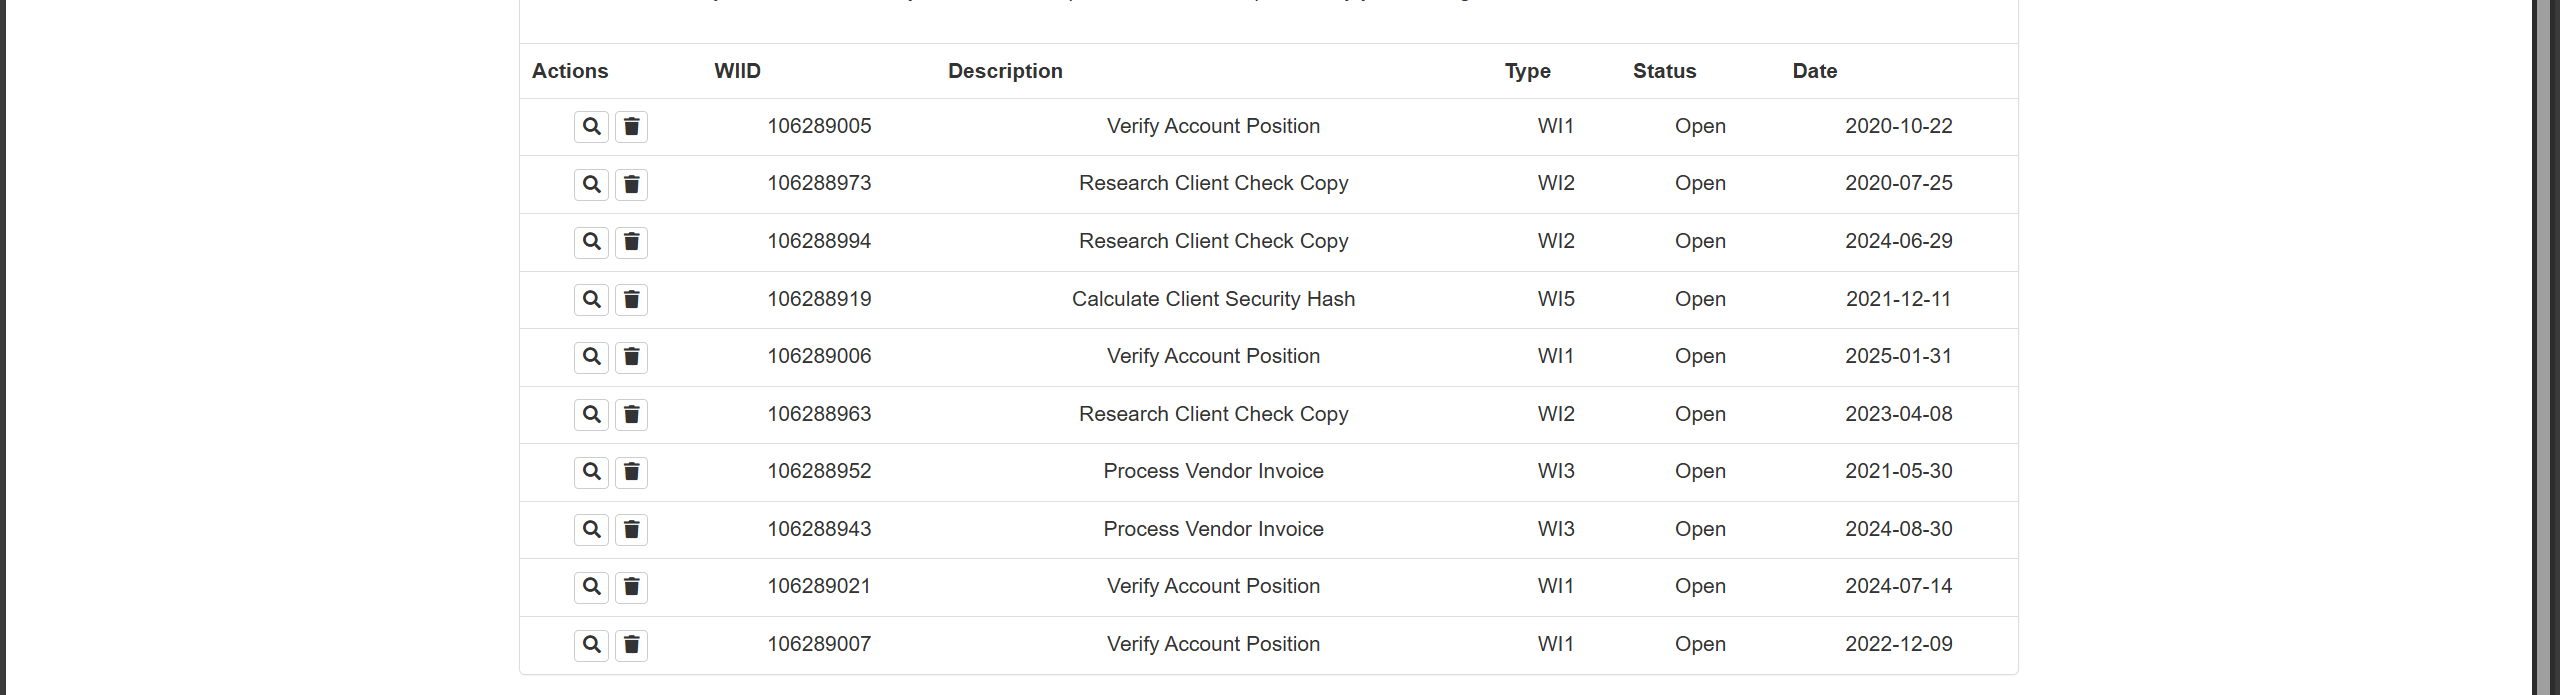 Actions WIID Description Type Status Date
106289005 Verify Account Position WI1 Open 2020-10-22
106288973 Research Client Check Copy WI2 Open 2020-07-25
106288994 Research Client Check Copy WI2 Open 2024-06-29
106288919 Calculate Client Security Hash WI5 Open 2021-12-11
106289006 Verify Account Position WI1 Open 2025-01-31
106288963 Research Client Check Copy WI2 Open 2023-04-08
106288952 Process Vendor Invoice WI3 Open 2021-05-30
106288943 Process Vendor Invoice WI3 Open 2024-08-30
106289021 Verify Account Position WI1 Open 2024-07-14
106289007 Verify Account Position WI1 Open 2022-12-09